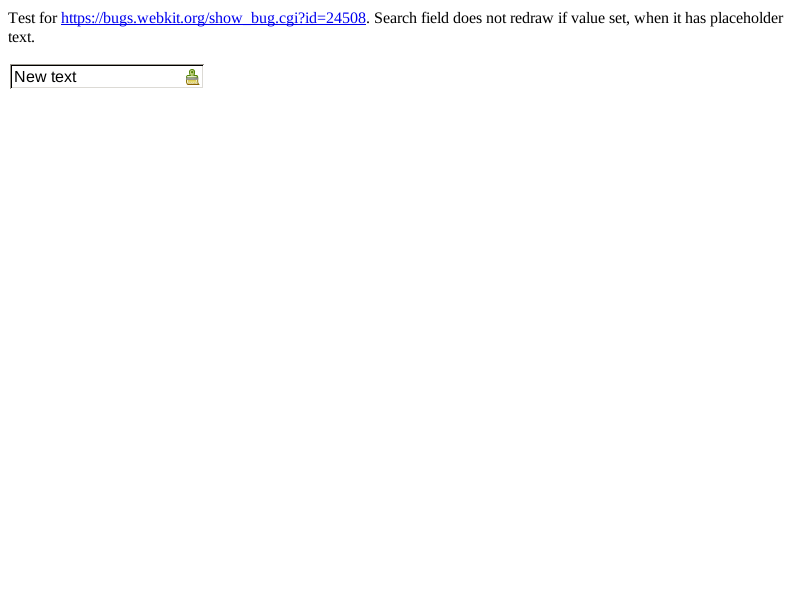 Test for https://bugs.webkit.org/show_bug.cgi?id=24508. Search field does not redraw if value set, when it has placeholder
text.
New text